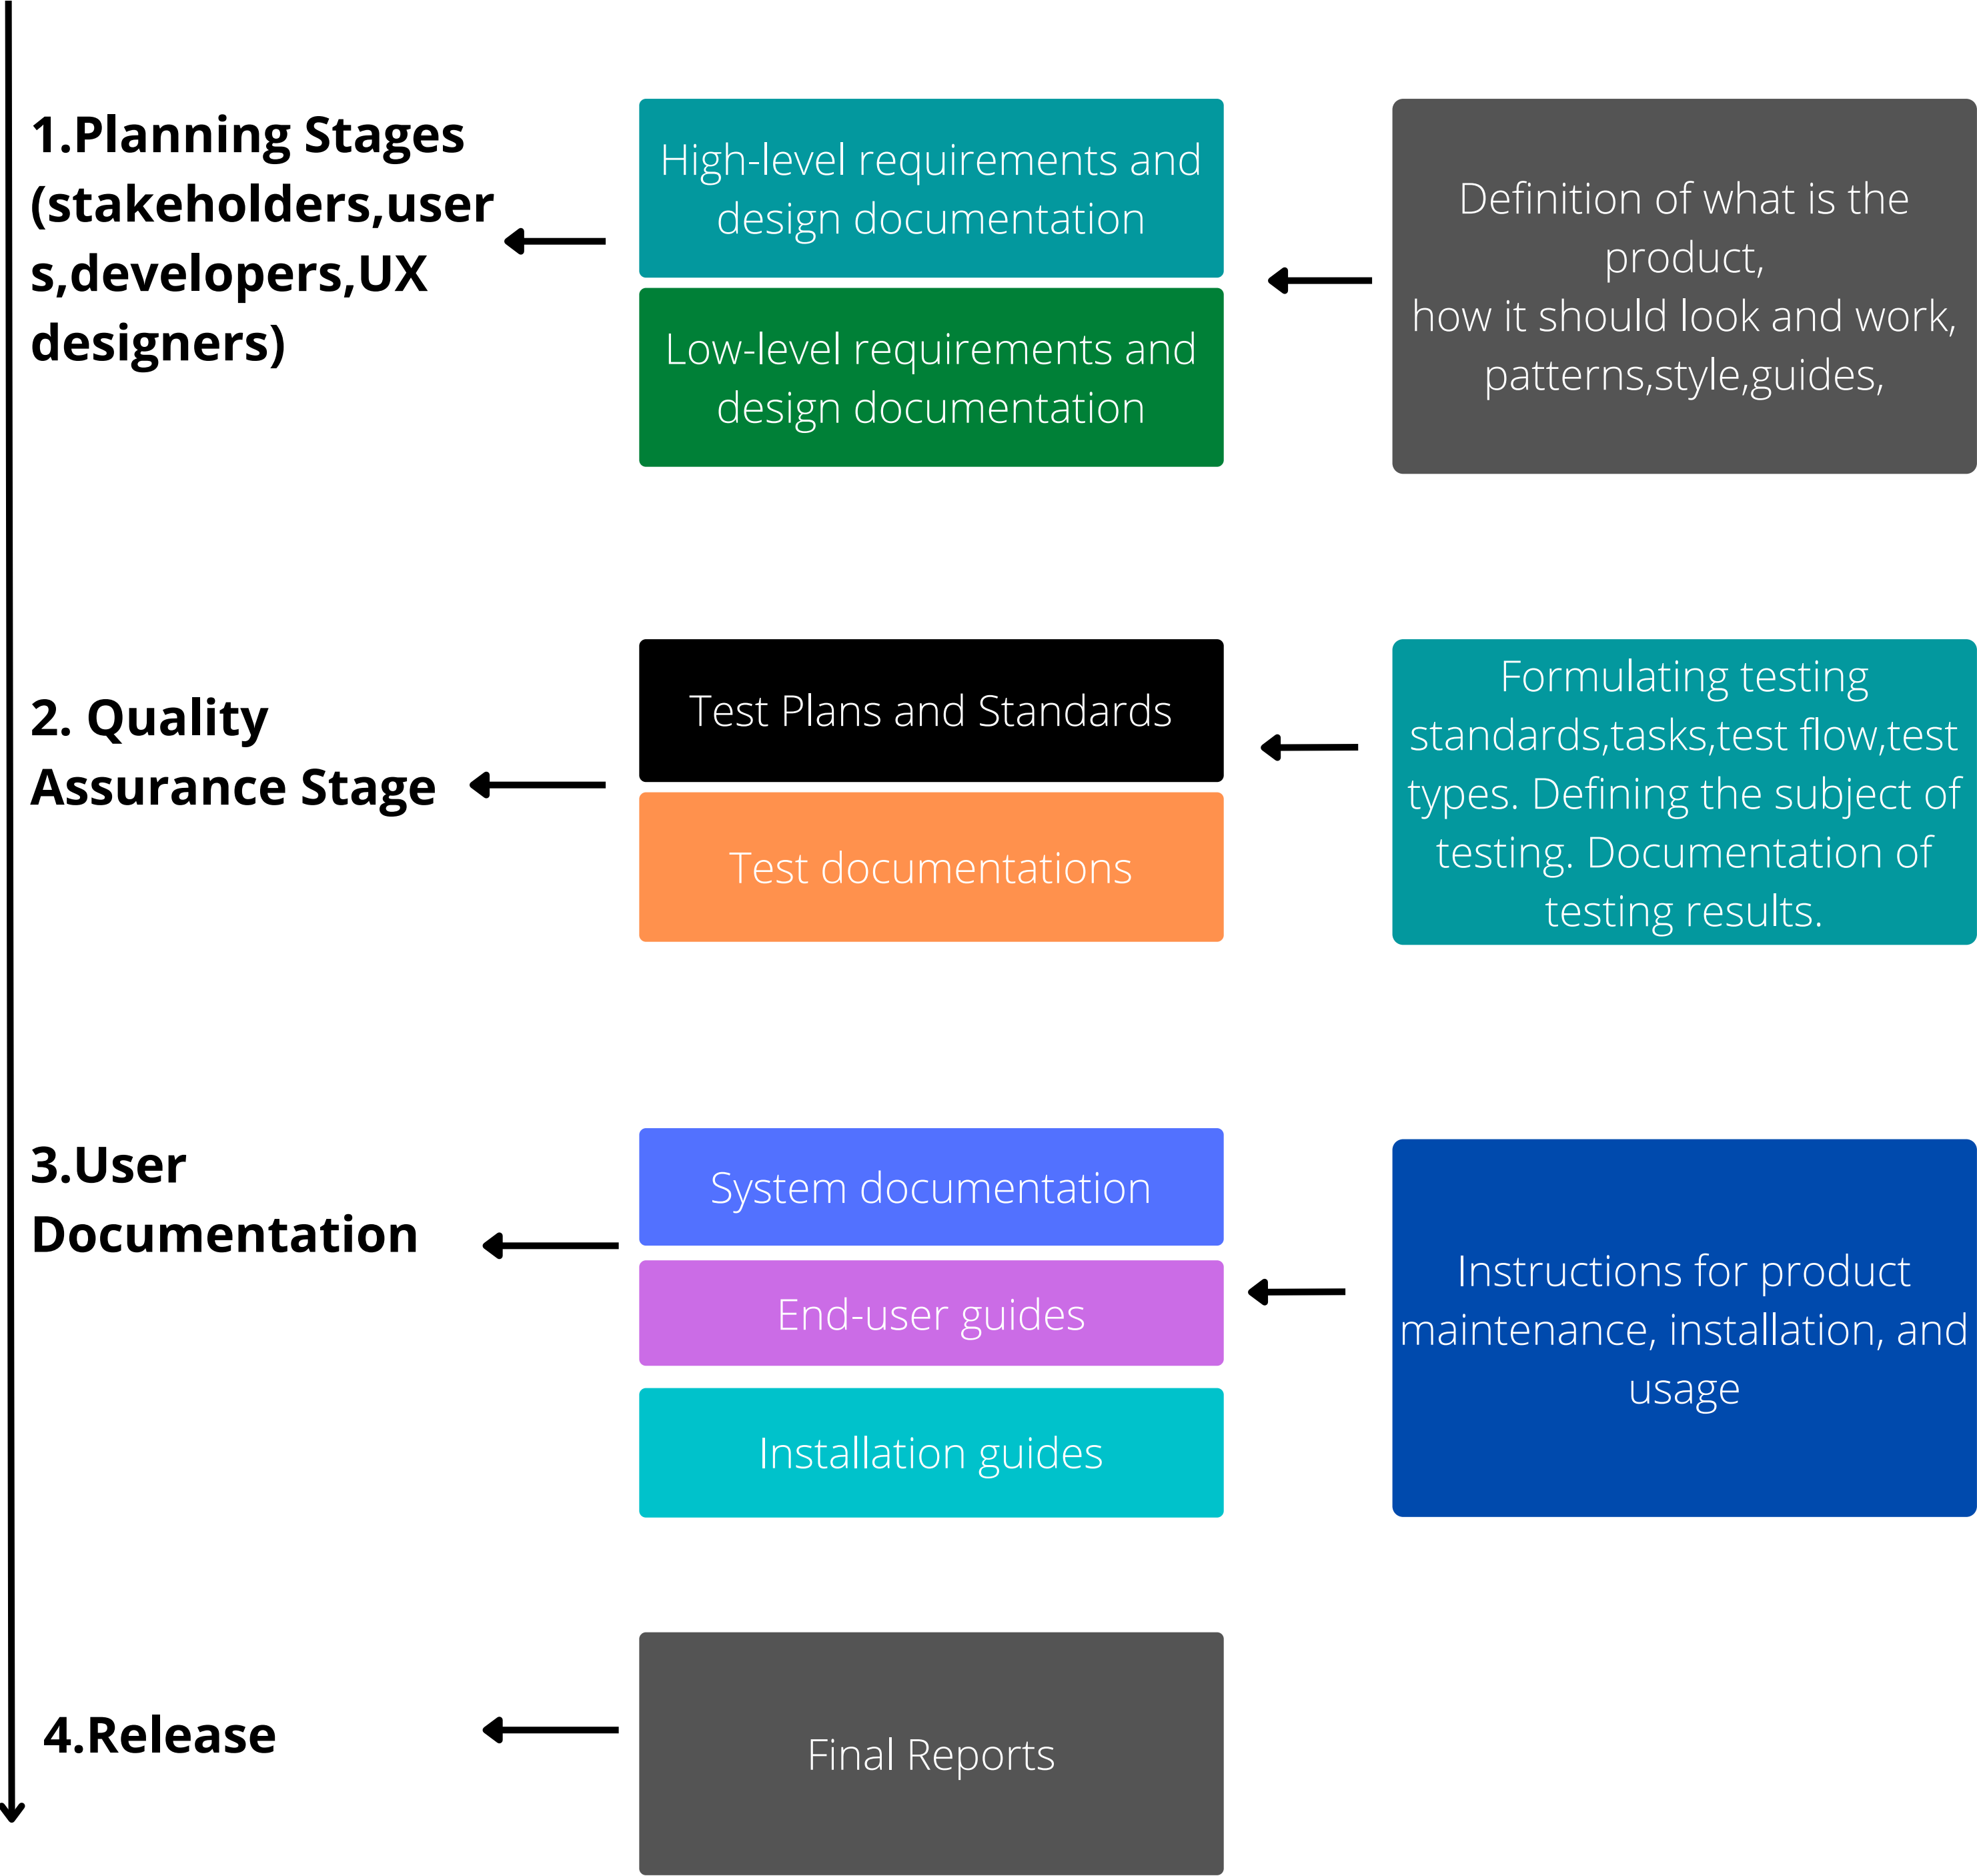 1.Planning Stages
(stakeholders,user
s,developers,UX
designers)
High-level requirements and
design documentation
Low-level requirements and
design documentation
Definition of what is the
product,
how it should look and work,
patterns,style,guides,
2. Quality
Assurance Stage
Test Plans and Standards
Test documentations
Formulating testing
standards,tasks,test flow,test
types. Defining the subject of
testing. Documentation of
testing results.
3.User
Documentation
System documentation
End-user guides
Installation guides
Instructions for product
maintenance, installation, and
usage
4.Release
Final Reports